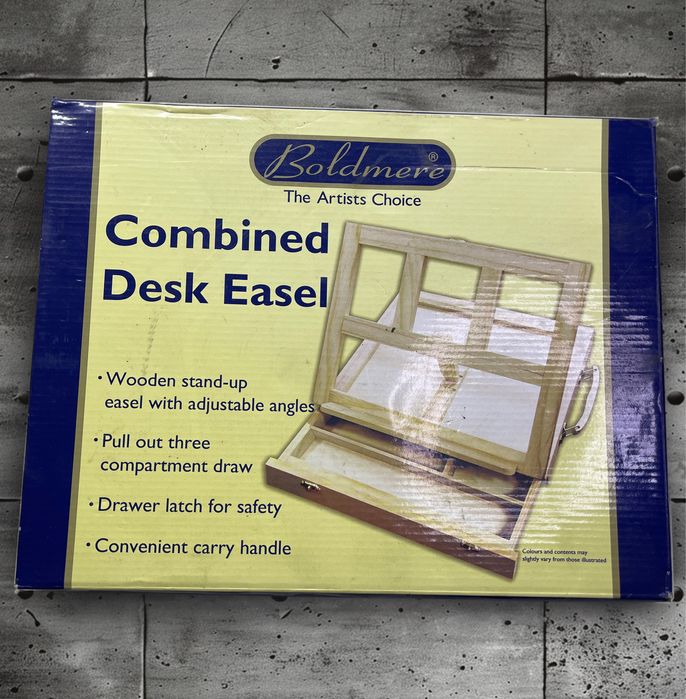 Boldmere®
The Artists Choice
Combined
Desk Easel
• Wooden stand-up
easel with adjustable angles
• Pull out three
compartment draw
• Drawer latch for safety
• Convenient carry handle
Colours and contents may
slightly vary from those illustrated